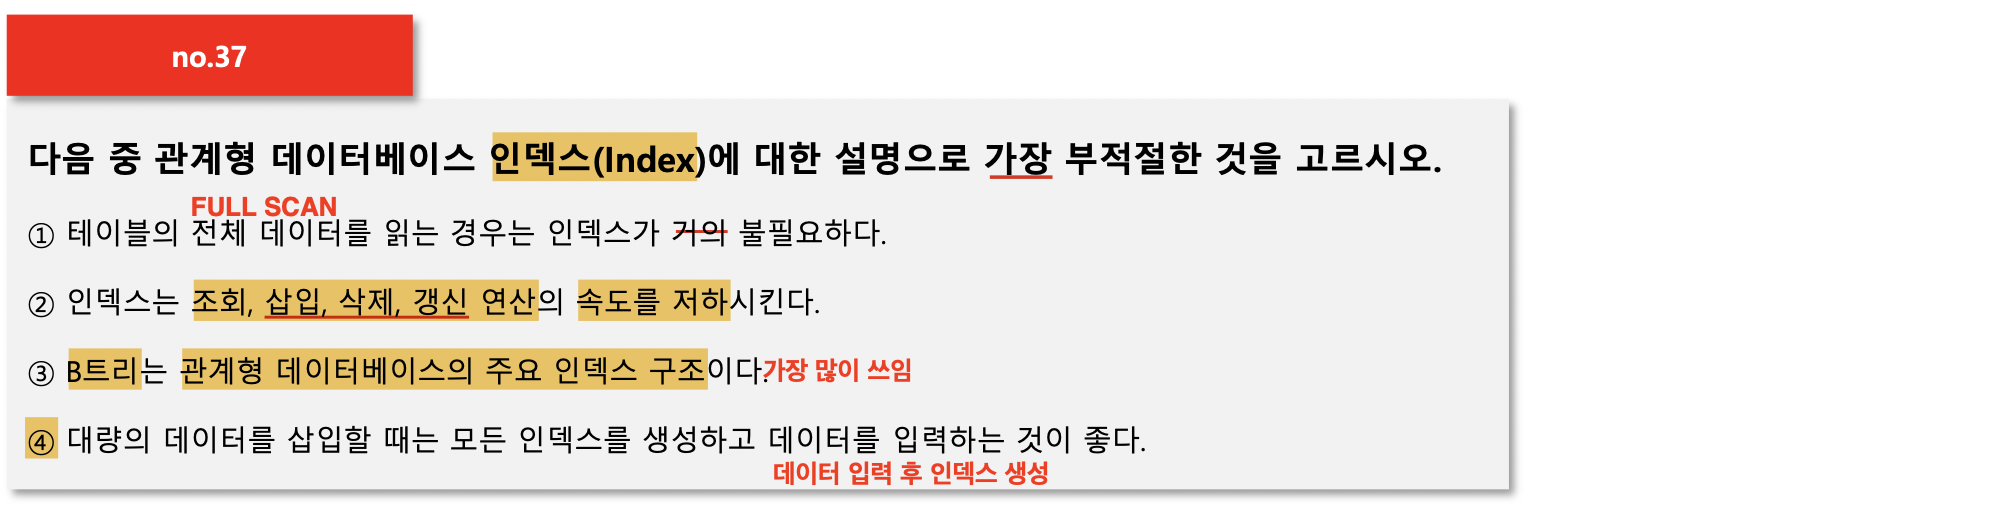 no.37
다음 중 관계형 데이터베이스 인덱스(Index)에 대한 설명으로 가장 부적절한 것을 고르시오.
FULL SCAN
① 테이블의 전체 데이터를 읽는 경우는 인덱스가 거의 불필요하다.
② 인덱스는 조회, 삽입, 삭제, 갱신 연산의 속도를 저하시킨다.
③ B트리는 관계형 데이터베이스의 주요 인덱스 구조이다.가장 많이 쓰임
④ 대량의 데이터를 삽입할 때는 모든 인덱스를 생성하고 데이터를 입력하는 것이 좋다.
데이터 입력 후 인덱스 생성